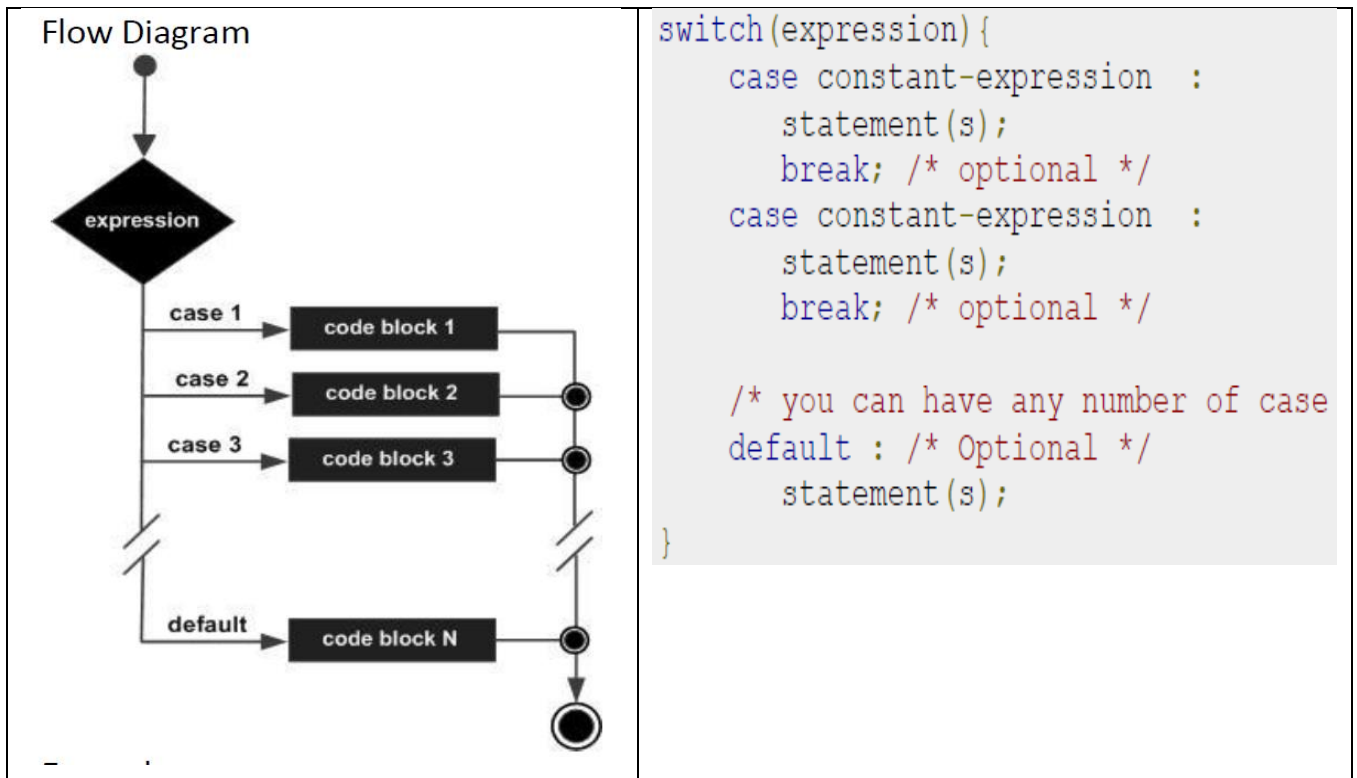 Flow Diagram
expression
case 1
code block 1
case 2
code block 2
case 3
code block 3
default
code block N
switch(expression){
case constant-expression :
statement(s);
break; /* optional */
case constant-expression :
statement(s);
break; /* optional */
/* you can have any number of case
default : /* Optional */
statement(s);
}